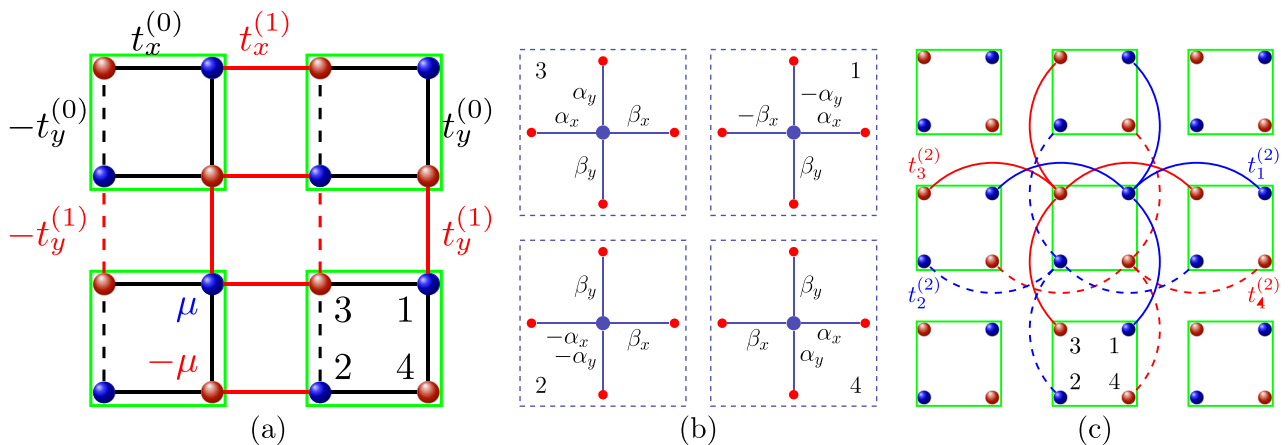 t_x^{(0)} t_x^{(1)}
-t_y^{(0)} t_y^{(0)}
-t_y^{(1)} t_y^{(1)}
μ 3 1
-μ 2 4
(a)
3 1
α_y -α_y
α_x β_x -β_x α_x
β_y β_y
β_y β_y
-α_x β_x β_x α_x
-α_y α_y
2 4
(b)
t_3^{(2)} t_1^{(2)}
t_2^{(2)} t_4^{(2)}
3 1
2 4
(c)